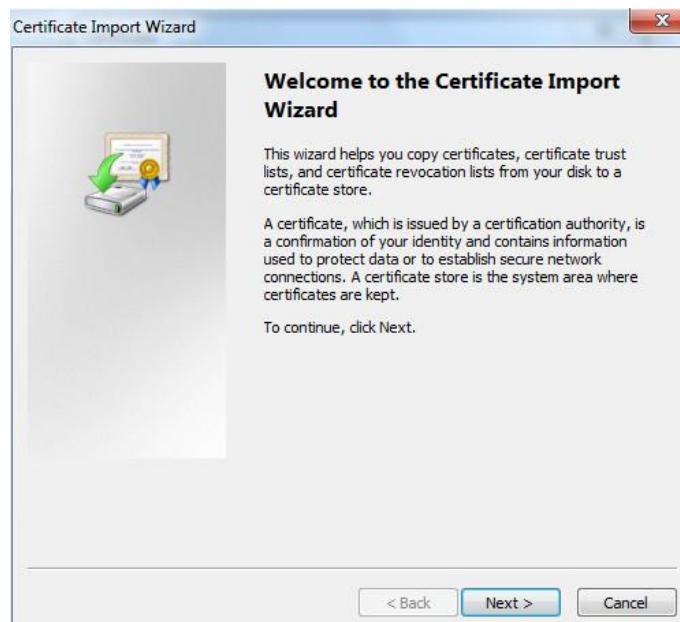 Certificate Import Wizard
Welcome to the Certificate Import
Wizard
This wizard helps you copy certificates, certificate trust
lists, and certificate revocation lists from your disk to a
certificate store.
A certificate, which is issued by a certification authority, is
a confirmation of your identity and contains information
used to protect data or to establish secure network
connections. A certificate store is the system area where
certificates are kept.
To continue, click Next.
< Back Next > Cancel